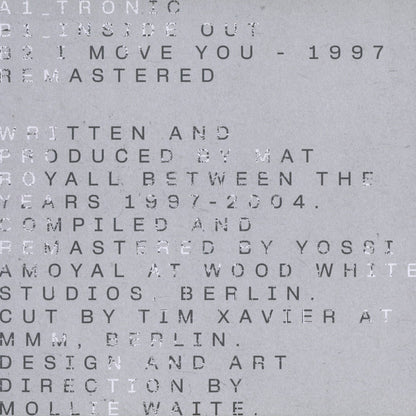 A1_TRONIC
B1_INSIDE OUT
B2 I MOVE YOU - 1997
REMASTERED
WRITTEN AND
PRODUCED BY MAT
ROYALL BETWEEN THE
YEARS 1997-2004.
COMPILED AND
REMASTERED BY YOSSI
AMOYAL AT WOOD WHITE
STUDIOS, BERLIN.
CUT BY TIM XAVIER AT
MMM, BERLIN.
DESIGN AND ART
DIRECTION BY
MOLLIE WAITE.